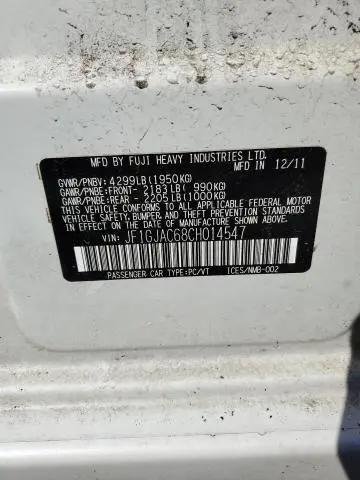 MFD BY FUJI HEAVY INDUSTRIES LTD.
MFD IN 12/11
GVWR/PNBV: 4299LB(1950KG)
GAWR/PNBE:FRONT- 2183LB( 990KG)
GAWR/PNBE:REAR - 2205LB(1000KG)
THIS VEHICLE CONFORMS TO ALL APPLICABLE FEDERAL MOTOR
VEHICLE SAFETY, BUMPER, AND THEFT PREVENTION STANDARDS
IN EFFECT ON THE DATE OF MANUFACTURE SHOWN ABOVE.
VIN: JF1GJAC68CH014547
PASSENGER CAR TYPE:PC/VT ICES/NMB-002